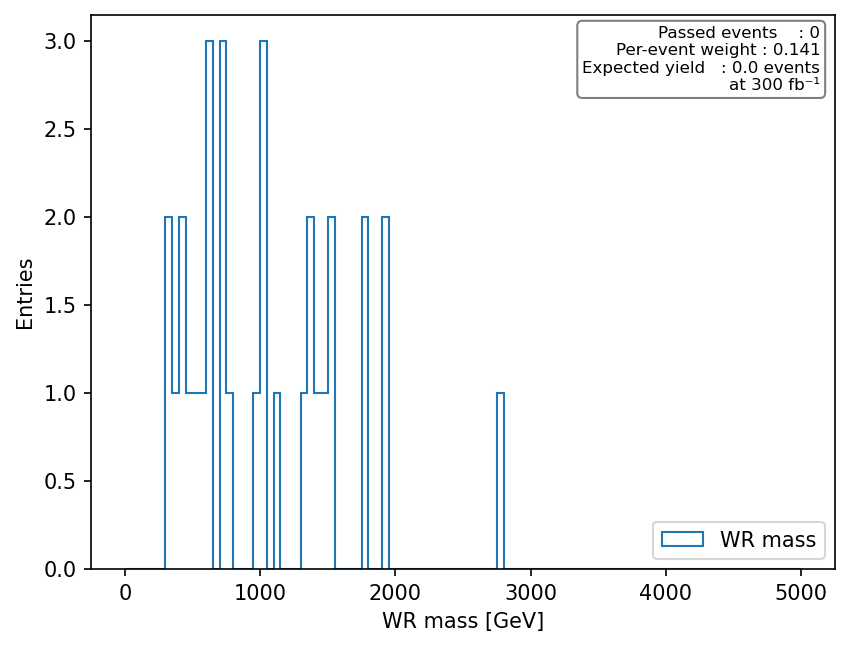 Passed events : 0
Per-event weight : 0.141
Expected yield : 0.0 events
at 300 fb⁻¹
3.0
2.5
2.0
1.5
1.0
0.5
0.0
Entries
WR mass
0 1000 2000 3000 4000 5000
WR mass [GeV]